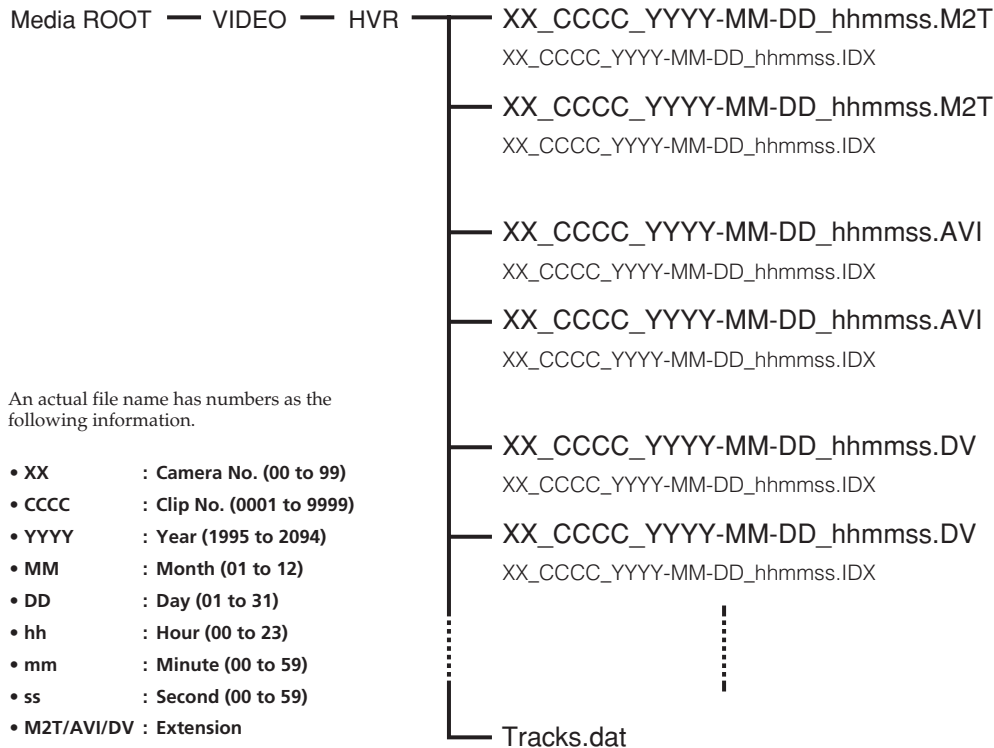 Media ROOT VIDEO HVR XX_CCCC_YYYY-MM-DD_hhmmss.M2T
XX_CCCC_YYYY-MM-DD_hhmmss.IDX
XX_CCCC_YYYY-MM-DD_hhmmss.M2T
XX_CCCC_YYYY-MM-DD_hhmmss.IDX
XX_CCCC_YYYY-MM-DD_hhmmss.AVI
XX_CCCC_YYYY-MM-DD_hhmmss.IDX
XX_CCCC_YYYY-MM-DD_hhmmss.AVI
XX_CCCC_YYYY-MM-DD_hhmmss.IDX
XX_CCCC_YYYY-MM-DD_hhmmss.DV
XX_CCCC_YYYY-MM-DD_hhmmss.IDX
XX_CCCC_YYYY-MM-DD_hhmmss.DV
XX_CCCC_YYYY-MM-DD_hhmmss.IDX
Tracks.dat
An actual file name has numbers as the
following information.
• XX : Camera No. (00 to 99)
• CCCC : Clip No. (0001 to 9999)
• YYYY : Year (1995 to 2094)
• MM : Month (01 to 12)
• DD : Day (01 to 31)
• hh : Hour (00 to 23)
• mm : Minute (00 to 59)
• ss : Second (00 to 59)
• M2T/AVI/DV : Extension